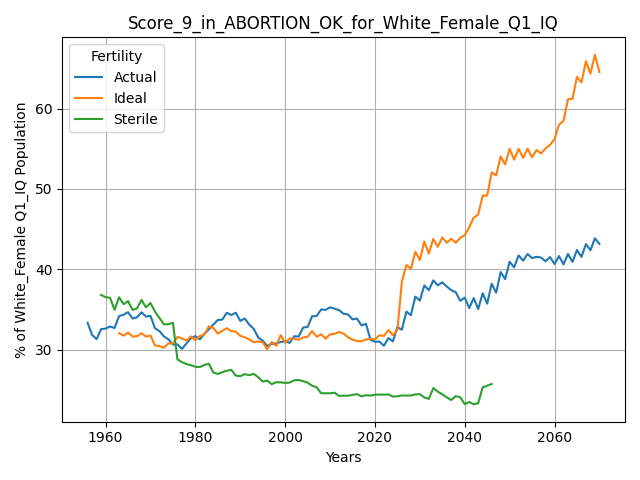 Score_9_in_ABORTION_OK_for_White_Female_Q1_IQ
Fertility
Actual
Ideal
Sterile
% of White_Female Q1_IQ Population
60
50
40
30
1960
1980
2000
2020
2040
2060
Years